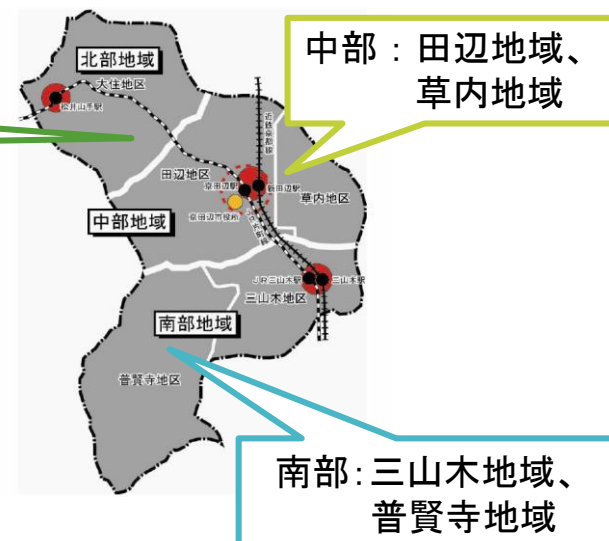 中部：田辺地域、
草内地域
北部地域
大住地区
松井山手駅
近鉄京都線
田辺地区
京田辺駅
新田辺駅
草内地区
京田辺市役所
中部地域
JR三山木駅
三山木駅
三山木地区
南部地域
普賢寺地区
南部：三山木地域、
普賢寺地域